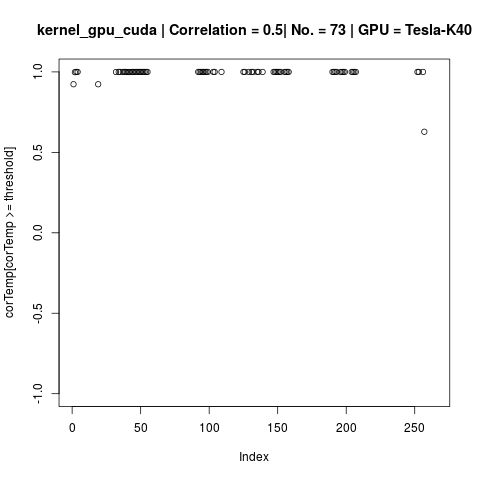 kernel_gpu_cuda | Correlation = 0.5| No. = 73 | GPU = Tesla-K40
corTemp[corTemp >= threshold]
1.0
0.5
0.0
-0.5
-1.0
0 50 100 150 200 250
Index